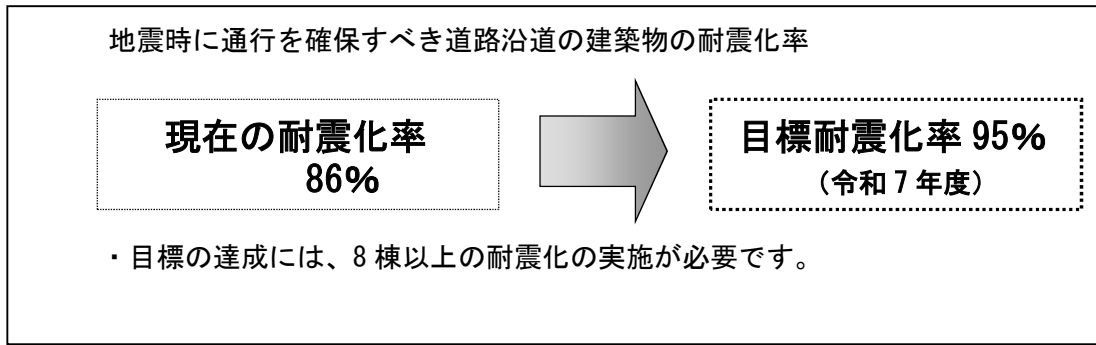 地震時に通行を確保すべき道路沿道の建築物の耐震化率
現在の耐震化率
86%
目標耐震化率 95%
（令和 7 年度）
・目標の達成には、8 棟以上の耐震化の実施が必要です。